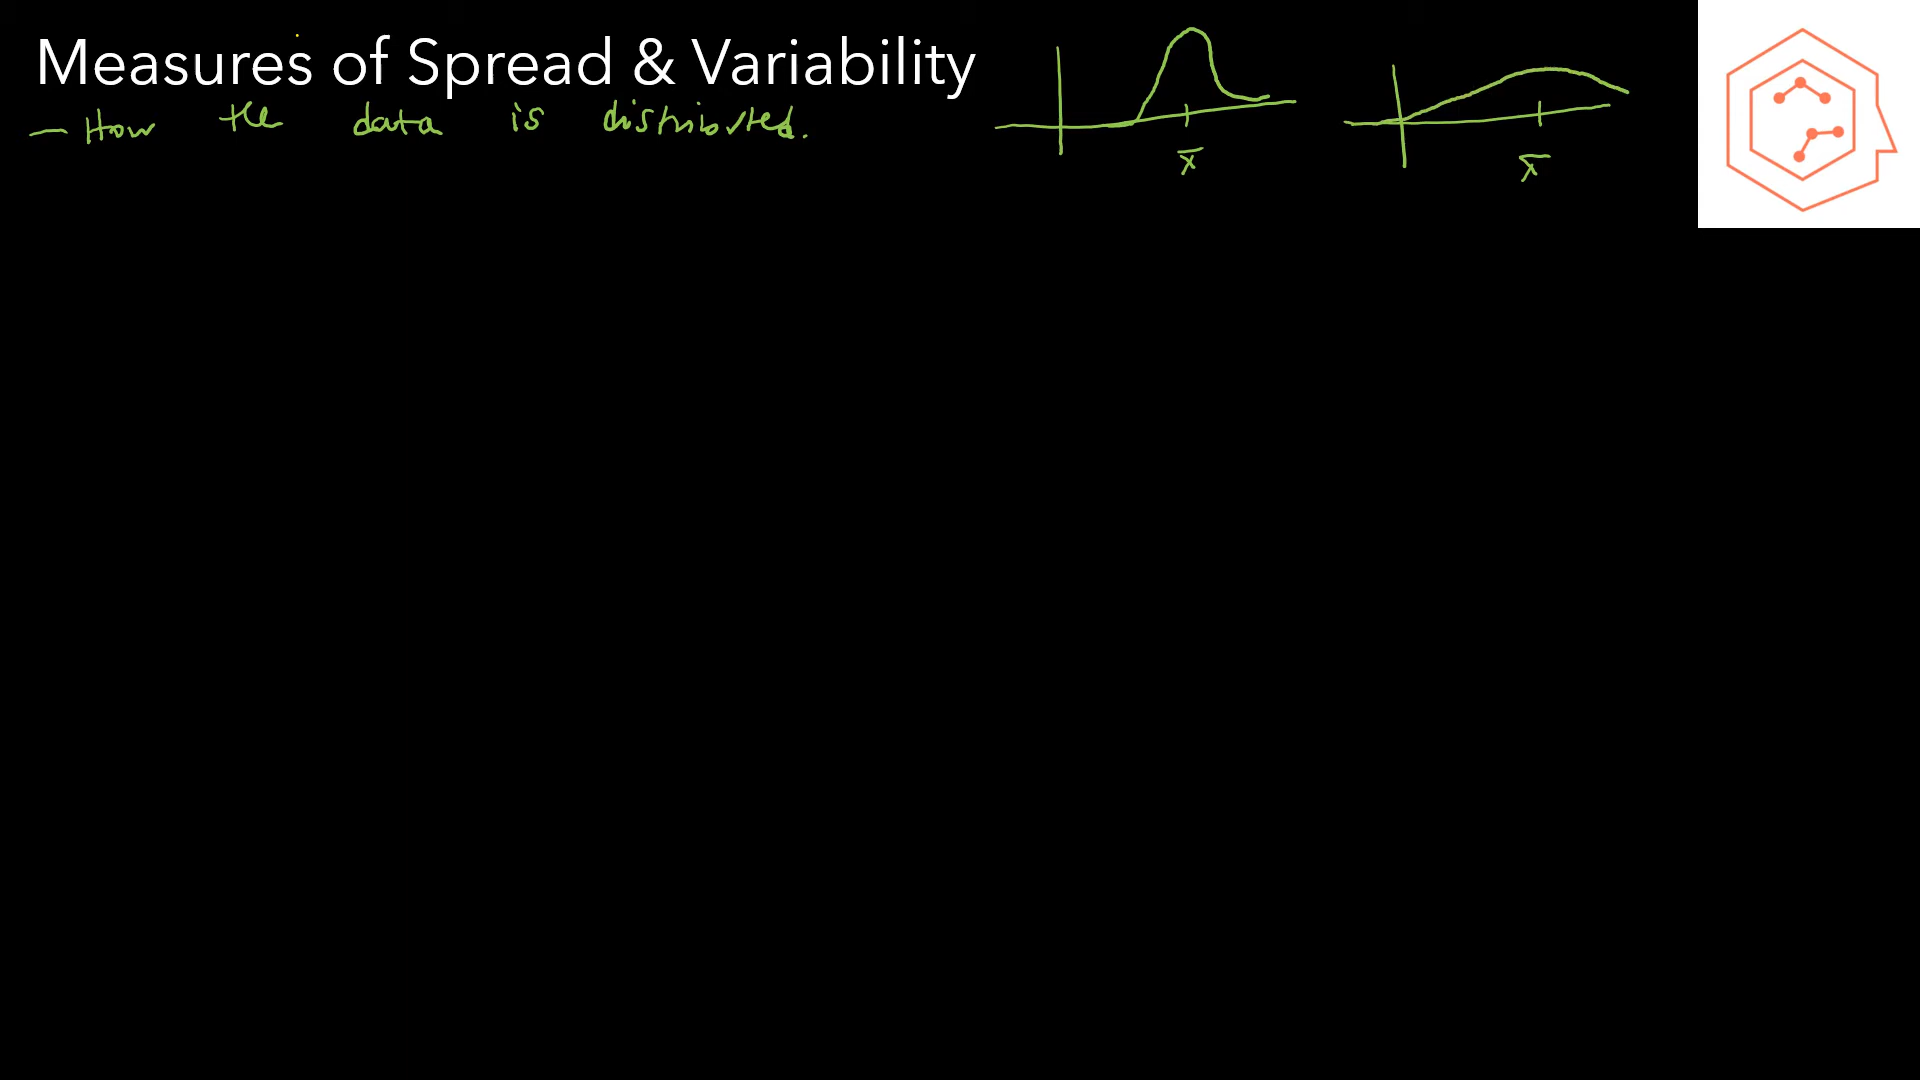 Measures of Spread & Variability
– How the data is distributed.
x̄
x̄